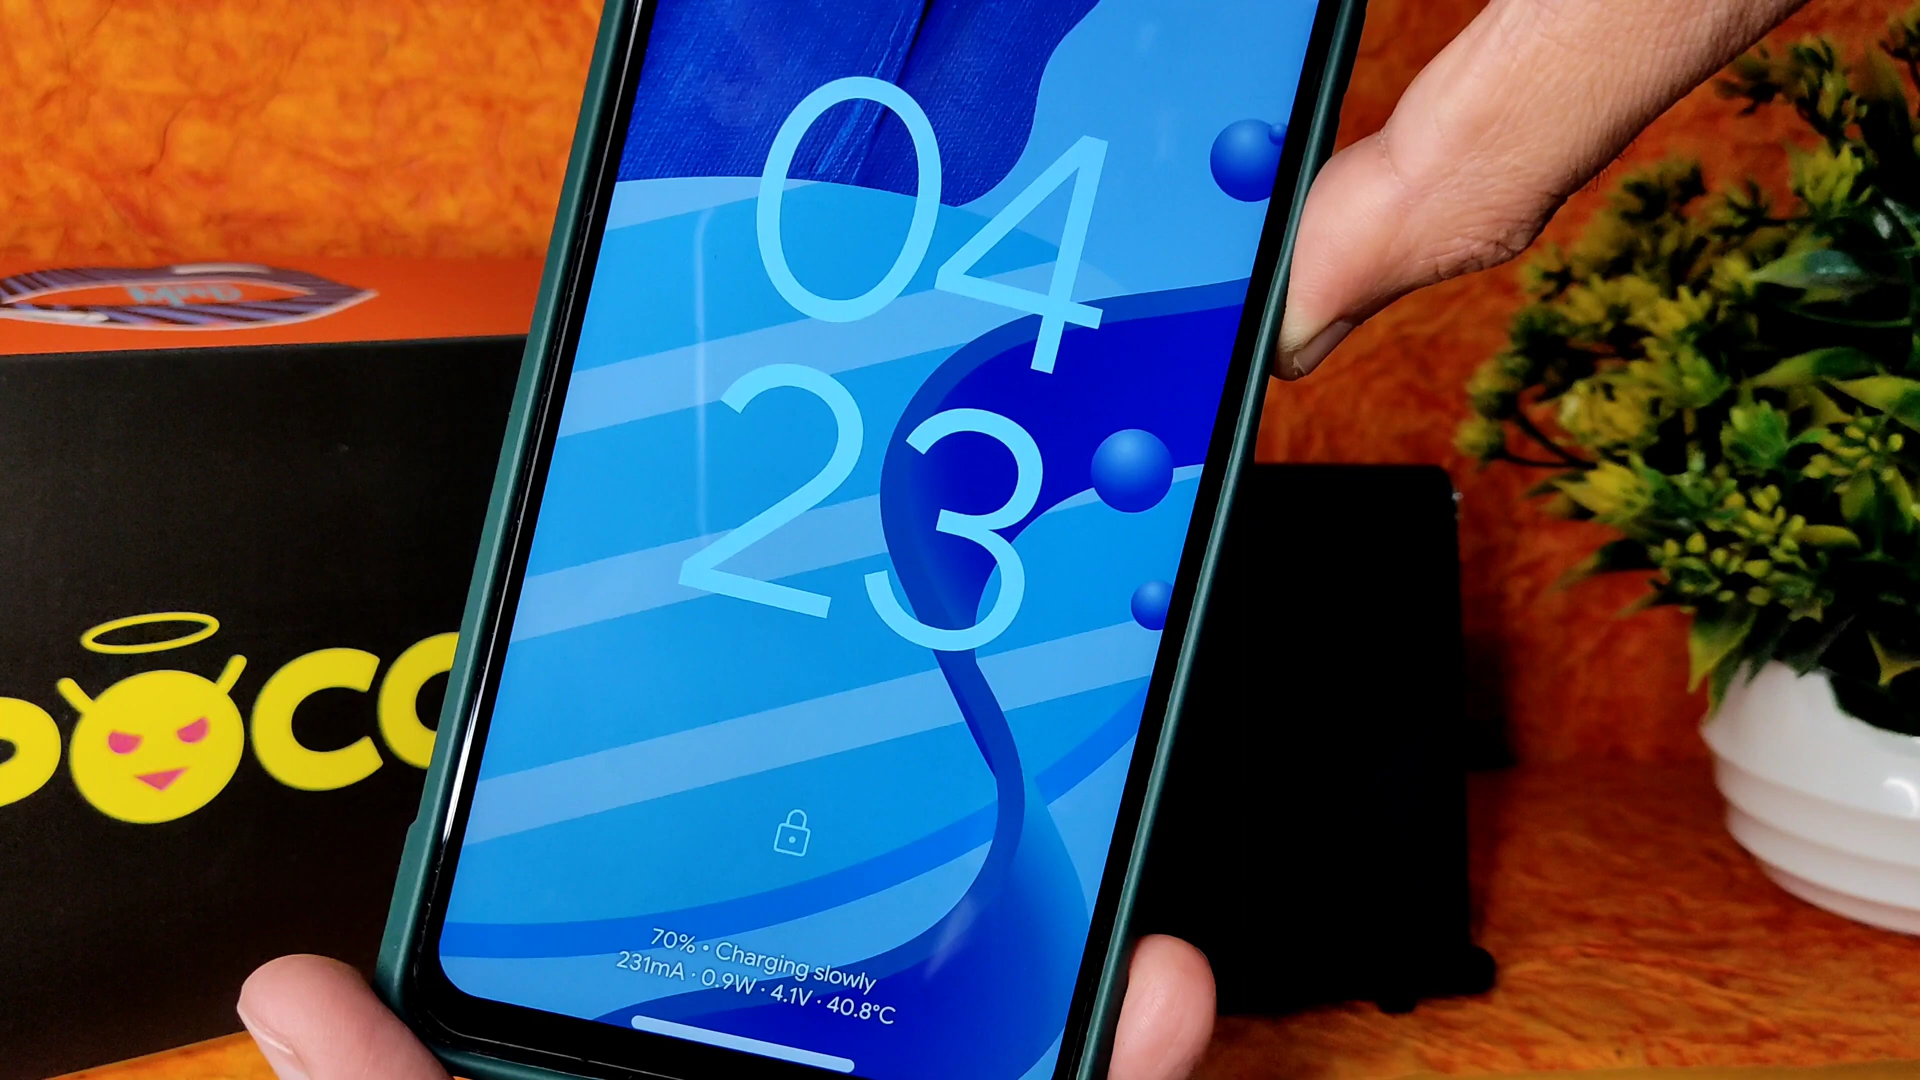 04
23
70% • Charging slowly
231mA · 0.9W · 4.1V · 40.8°C
POCO